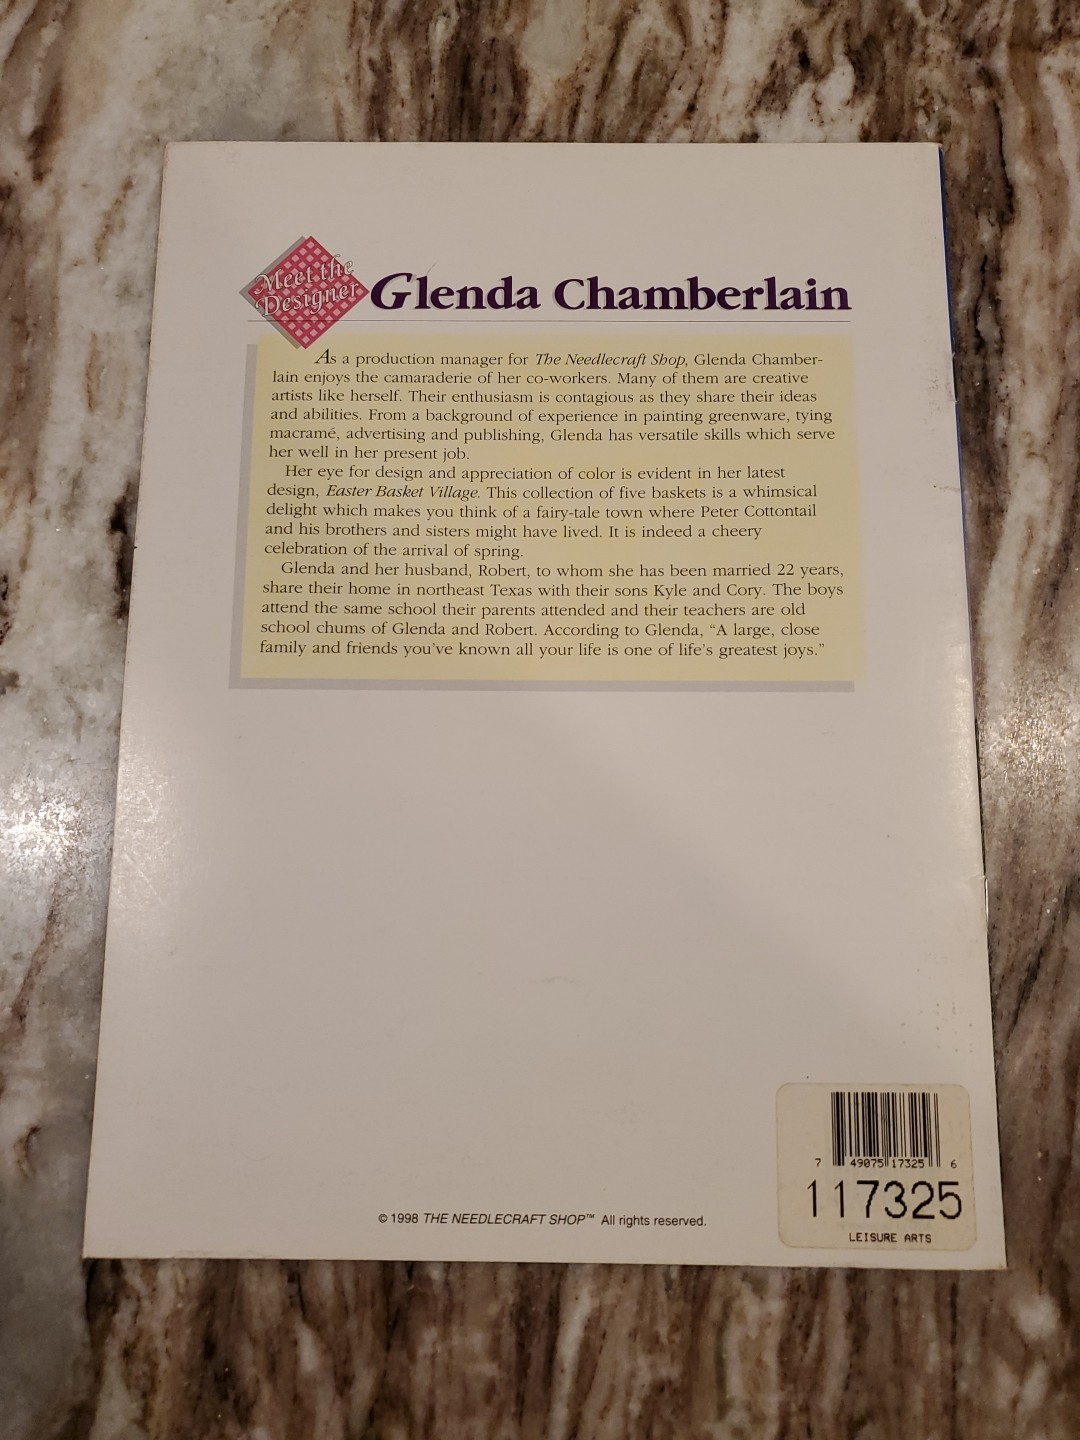 Meet the
Designer
Glenda Chamberlain
As a production manager for The Needlecraft Shop, Glenda Chamber-
lain enjoys the camaraderie of her co-workers. Many of them are creative
artists like herself. Their enthusiasm is contagious as they share their ideas
and abilities. From a background of experience in painting greenware, tying
macramé, advertising and publishing, Glenda has versatile skills which serve
her well in her present job.
Her eye for design and appreciation of color is evident in her latest
design, Easter Basket Village. This collection of five baskets is a whimsical
delight which makes you think of a fairy-tale town where Peter Cottontail
and his brothers and sisters might have lived. It is indeed a cheery
celebration of the arrival of spring.
Glenda and her husband, Robert, to whom she has been married 22 years,
share their home in northeast Texas with their sons Kyle and Cory. The boys
attend the same school their parents attended and their teachers are old
school chums of Glenda and Robert. According to Glenda, “A large, close
family and friends you’ve known all your life is one of life’s greatest joys.”
© 1998 THE NEEDLECRAFT SHOP™ All rights reserved.
7 49075 17325 6
117325
LEISURE ARTS